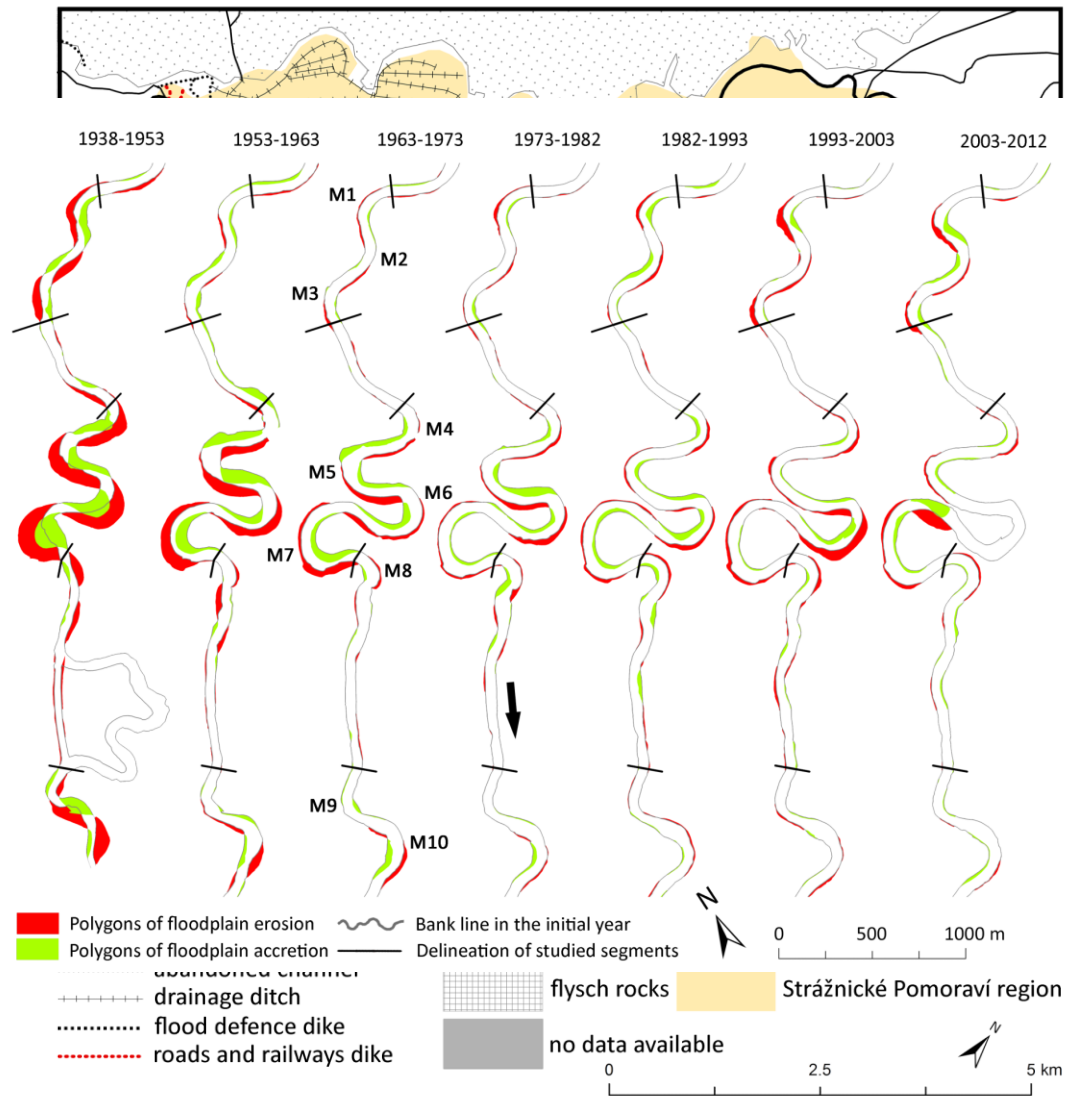 1938-1953 1953-1963 1963-1973 1973-1982 1982-1993 1993-2003 2003-2012
M1
M2
M3
M4
M5
M6
M7
M8
M9
M10
N
Polygons of floodplain erosion Bank line in the initial year
0 500 1000 m
Polygons of floodplain accretion Delineation of studied segments
abandoned channel
drainage ditch flysch rocks Strážnické Pomoraví region
flood defence dike
roads and railways dike no data available
N
0 2.5 5 km